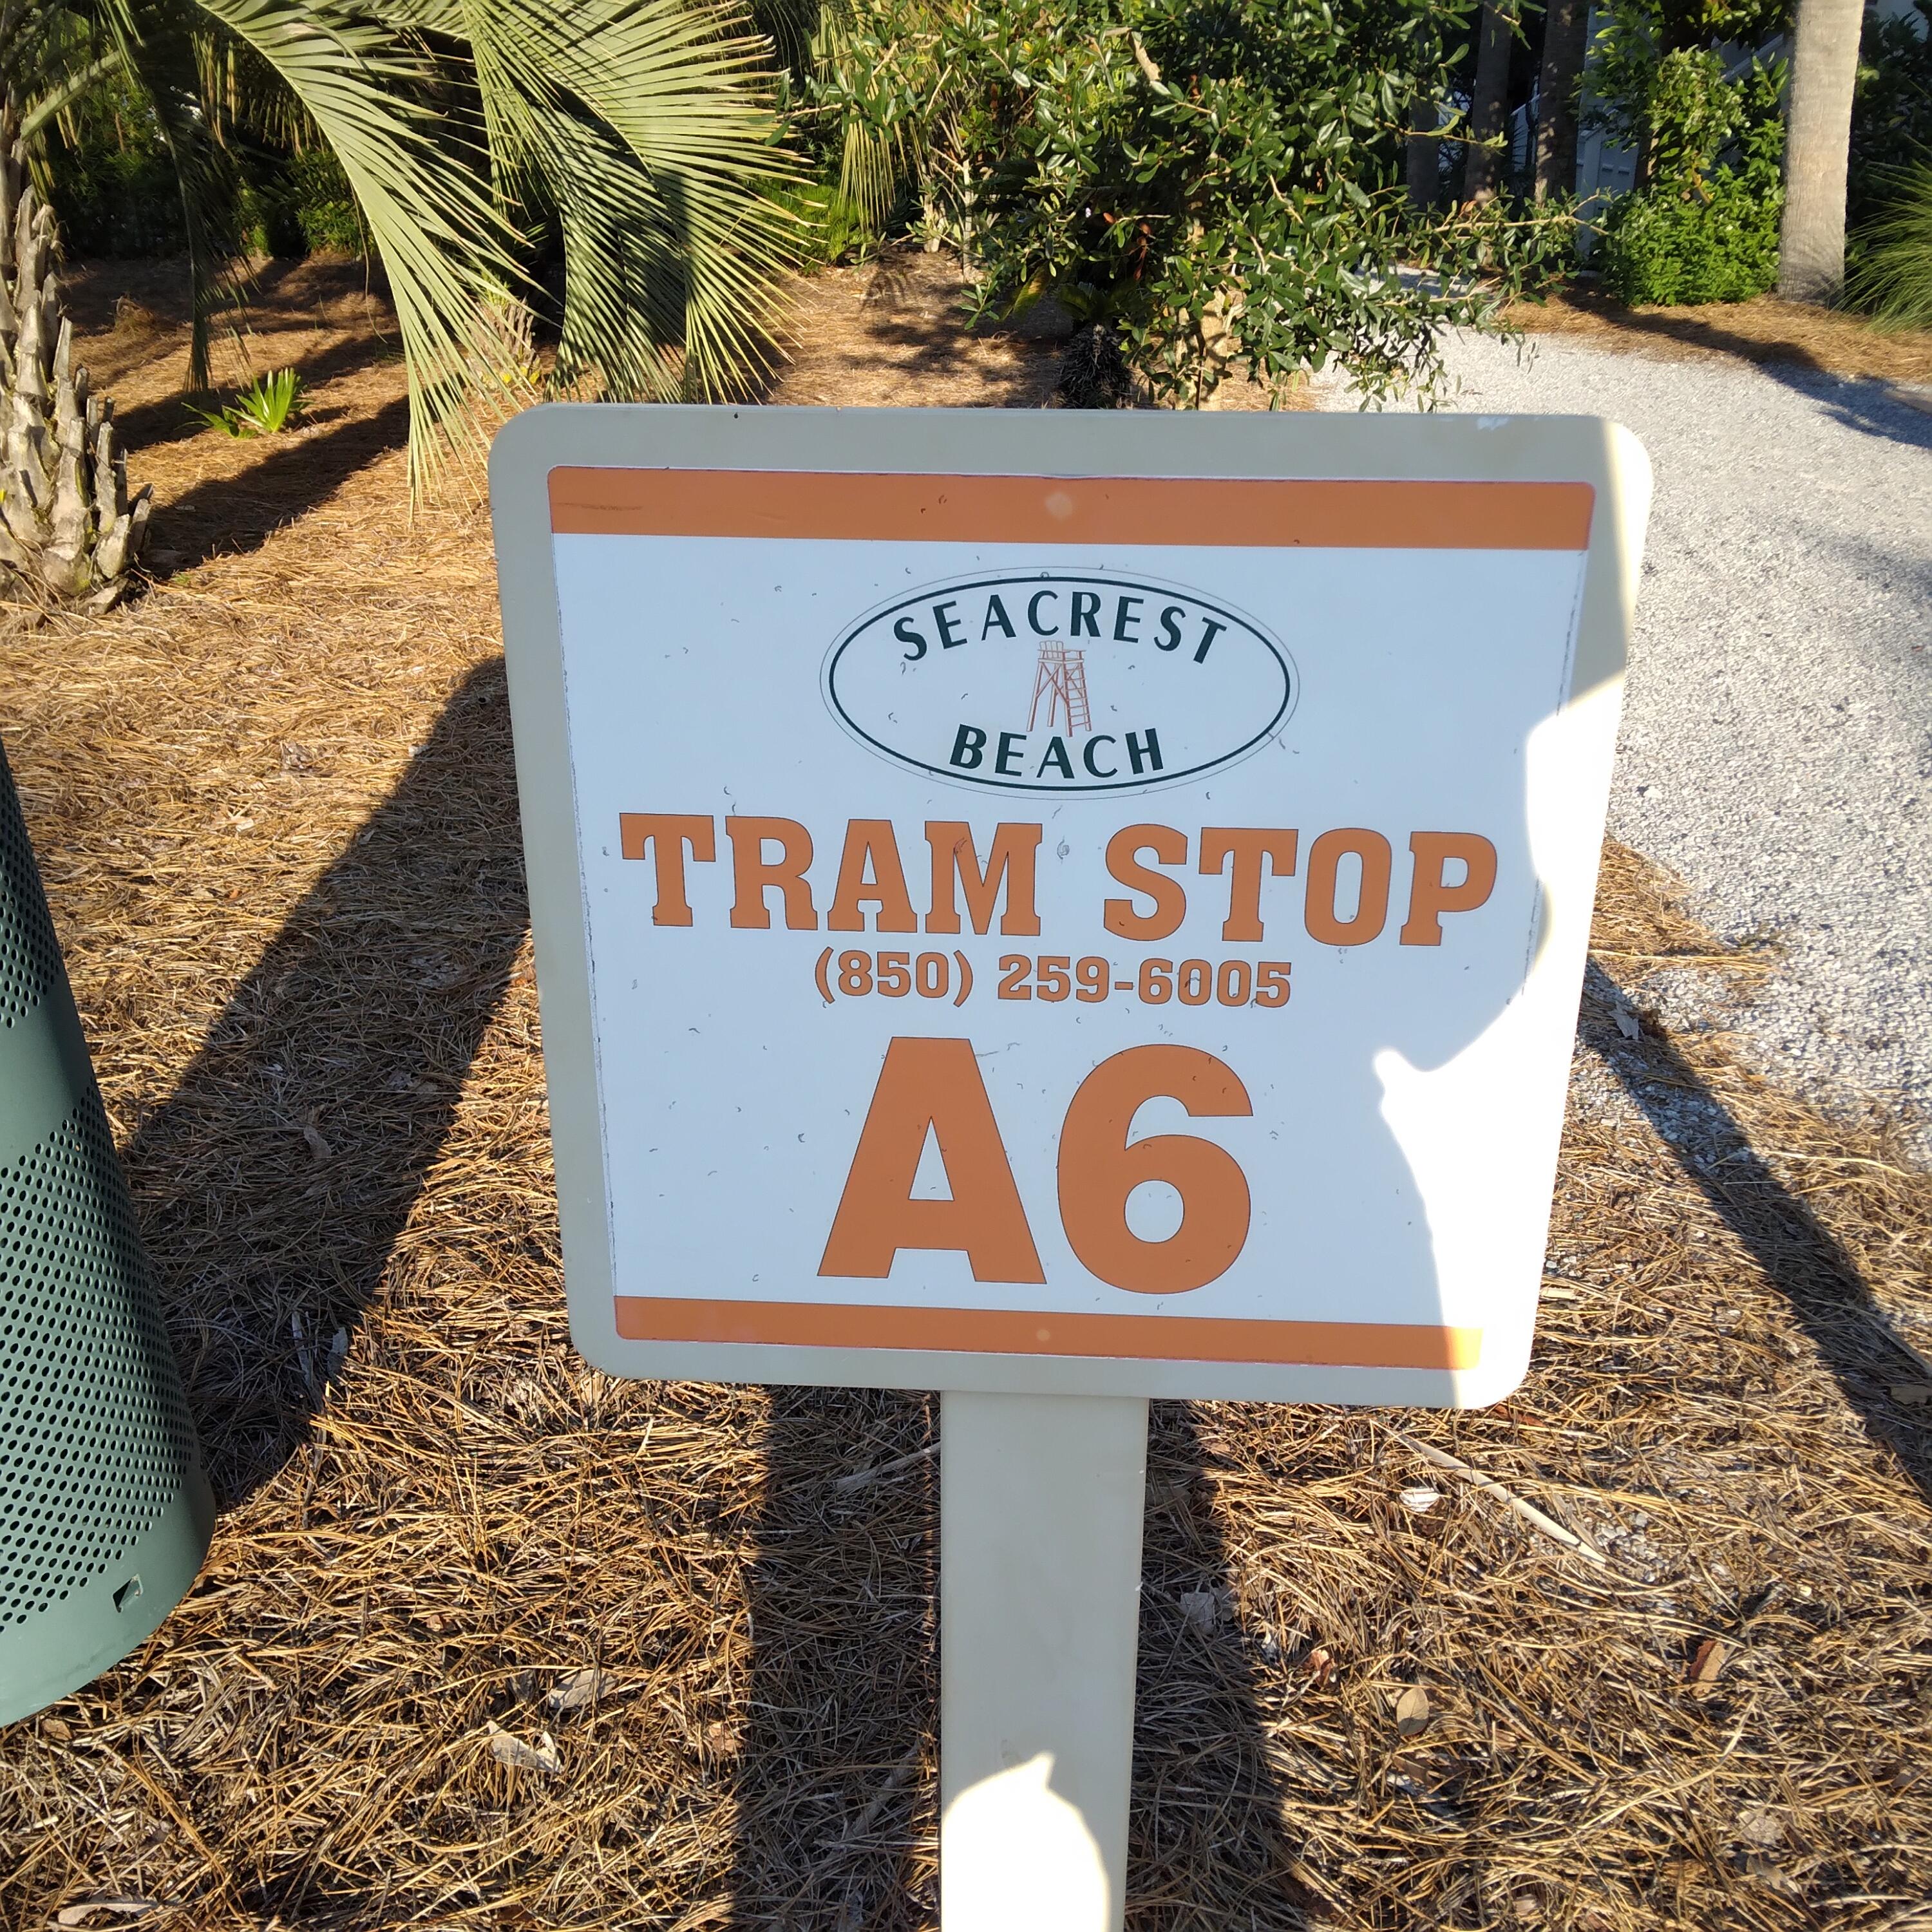 SEACREST
BEACH
TRAM STOP
(850) 259-6005
A6